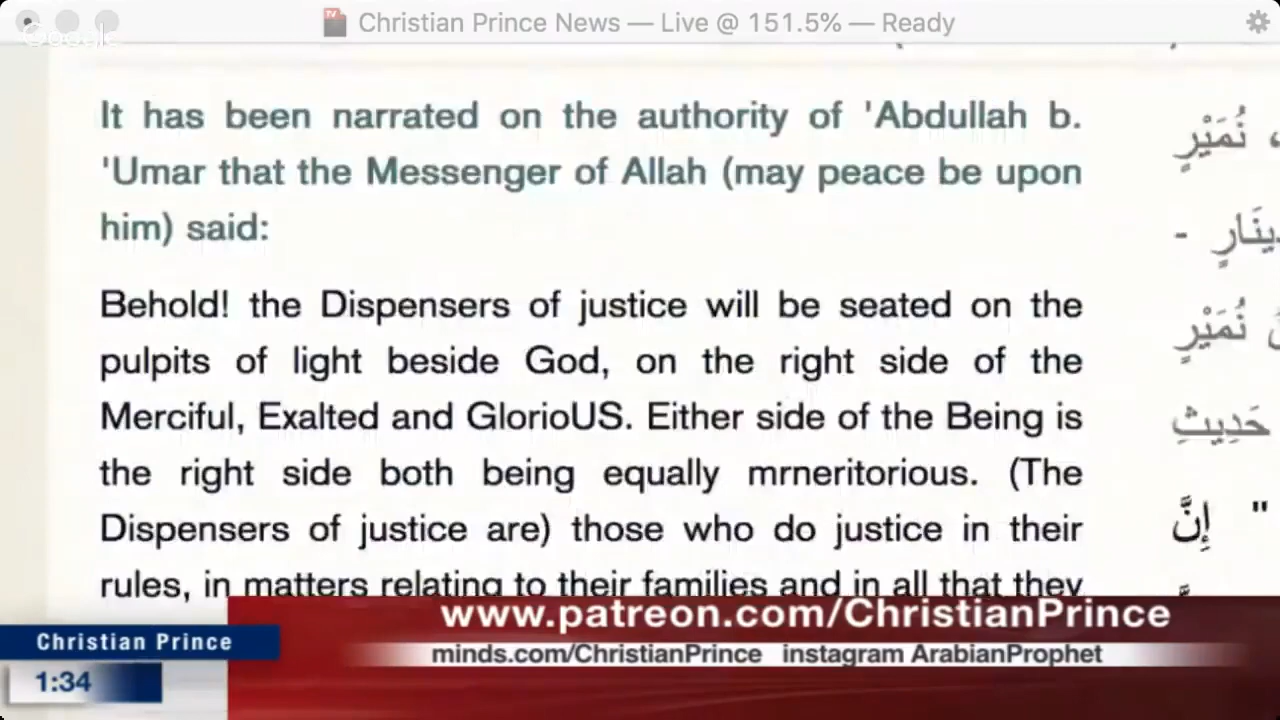 Christian Prince News — Live @ 151.5% — Ready
Google
It has been narrated on the authority of 'Abdullah b.
'Umar that the Messenger of Allah (may peace be upon
him) said:
Behold! the Dispensers of justice will be seated on the
pulpits of light beside God, on the right side of the
Merciful, Exalted and GlorioUS. Either side of the Being is
the right side both being equally mrneritorious. (The
Dispensers of justice are) those who do justice in their
rules, in matters relating to their families and in all that they
، نُمَيْرٍ
دِينَارٍ -
نُمَيْرٍ
حَدِيثِ
" إِنَّ
www.patreon.com/ChristianPrince
Christian Prince
minds.com/ChristianPrince instagram ArabianProphet
1:34